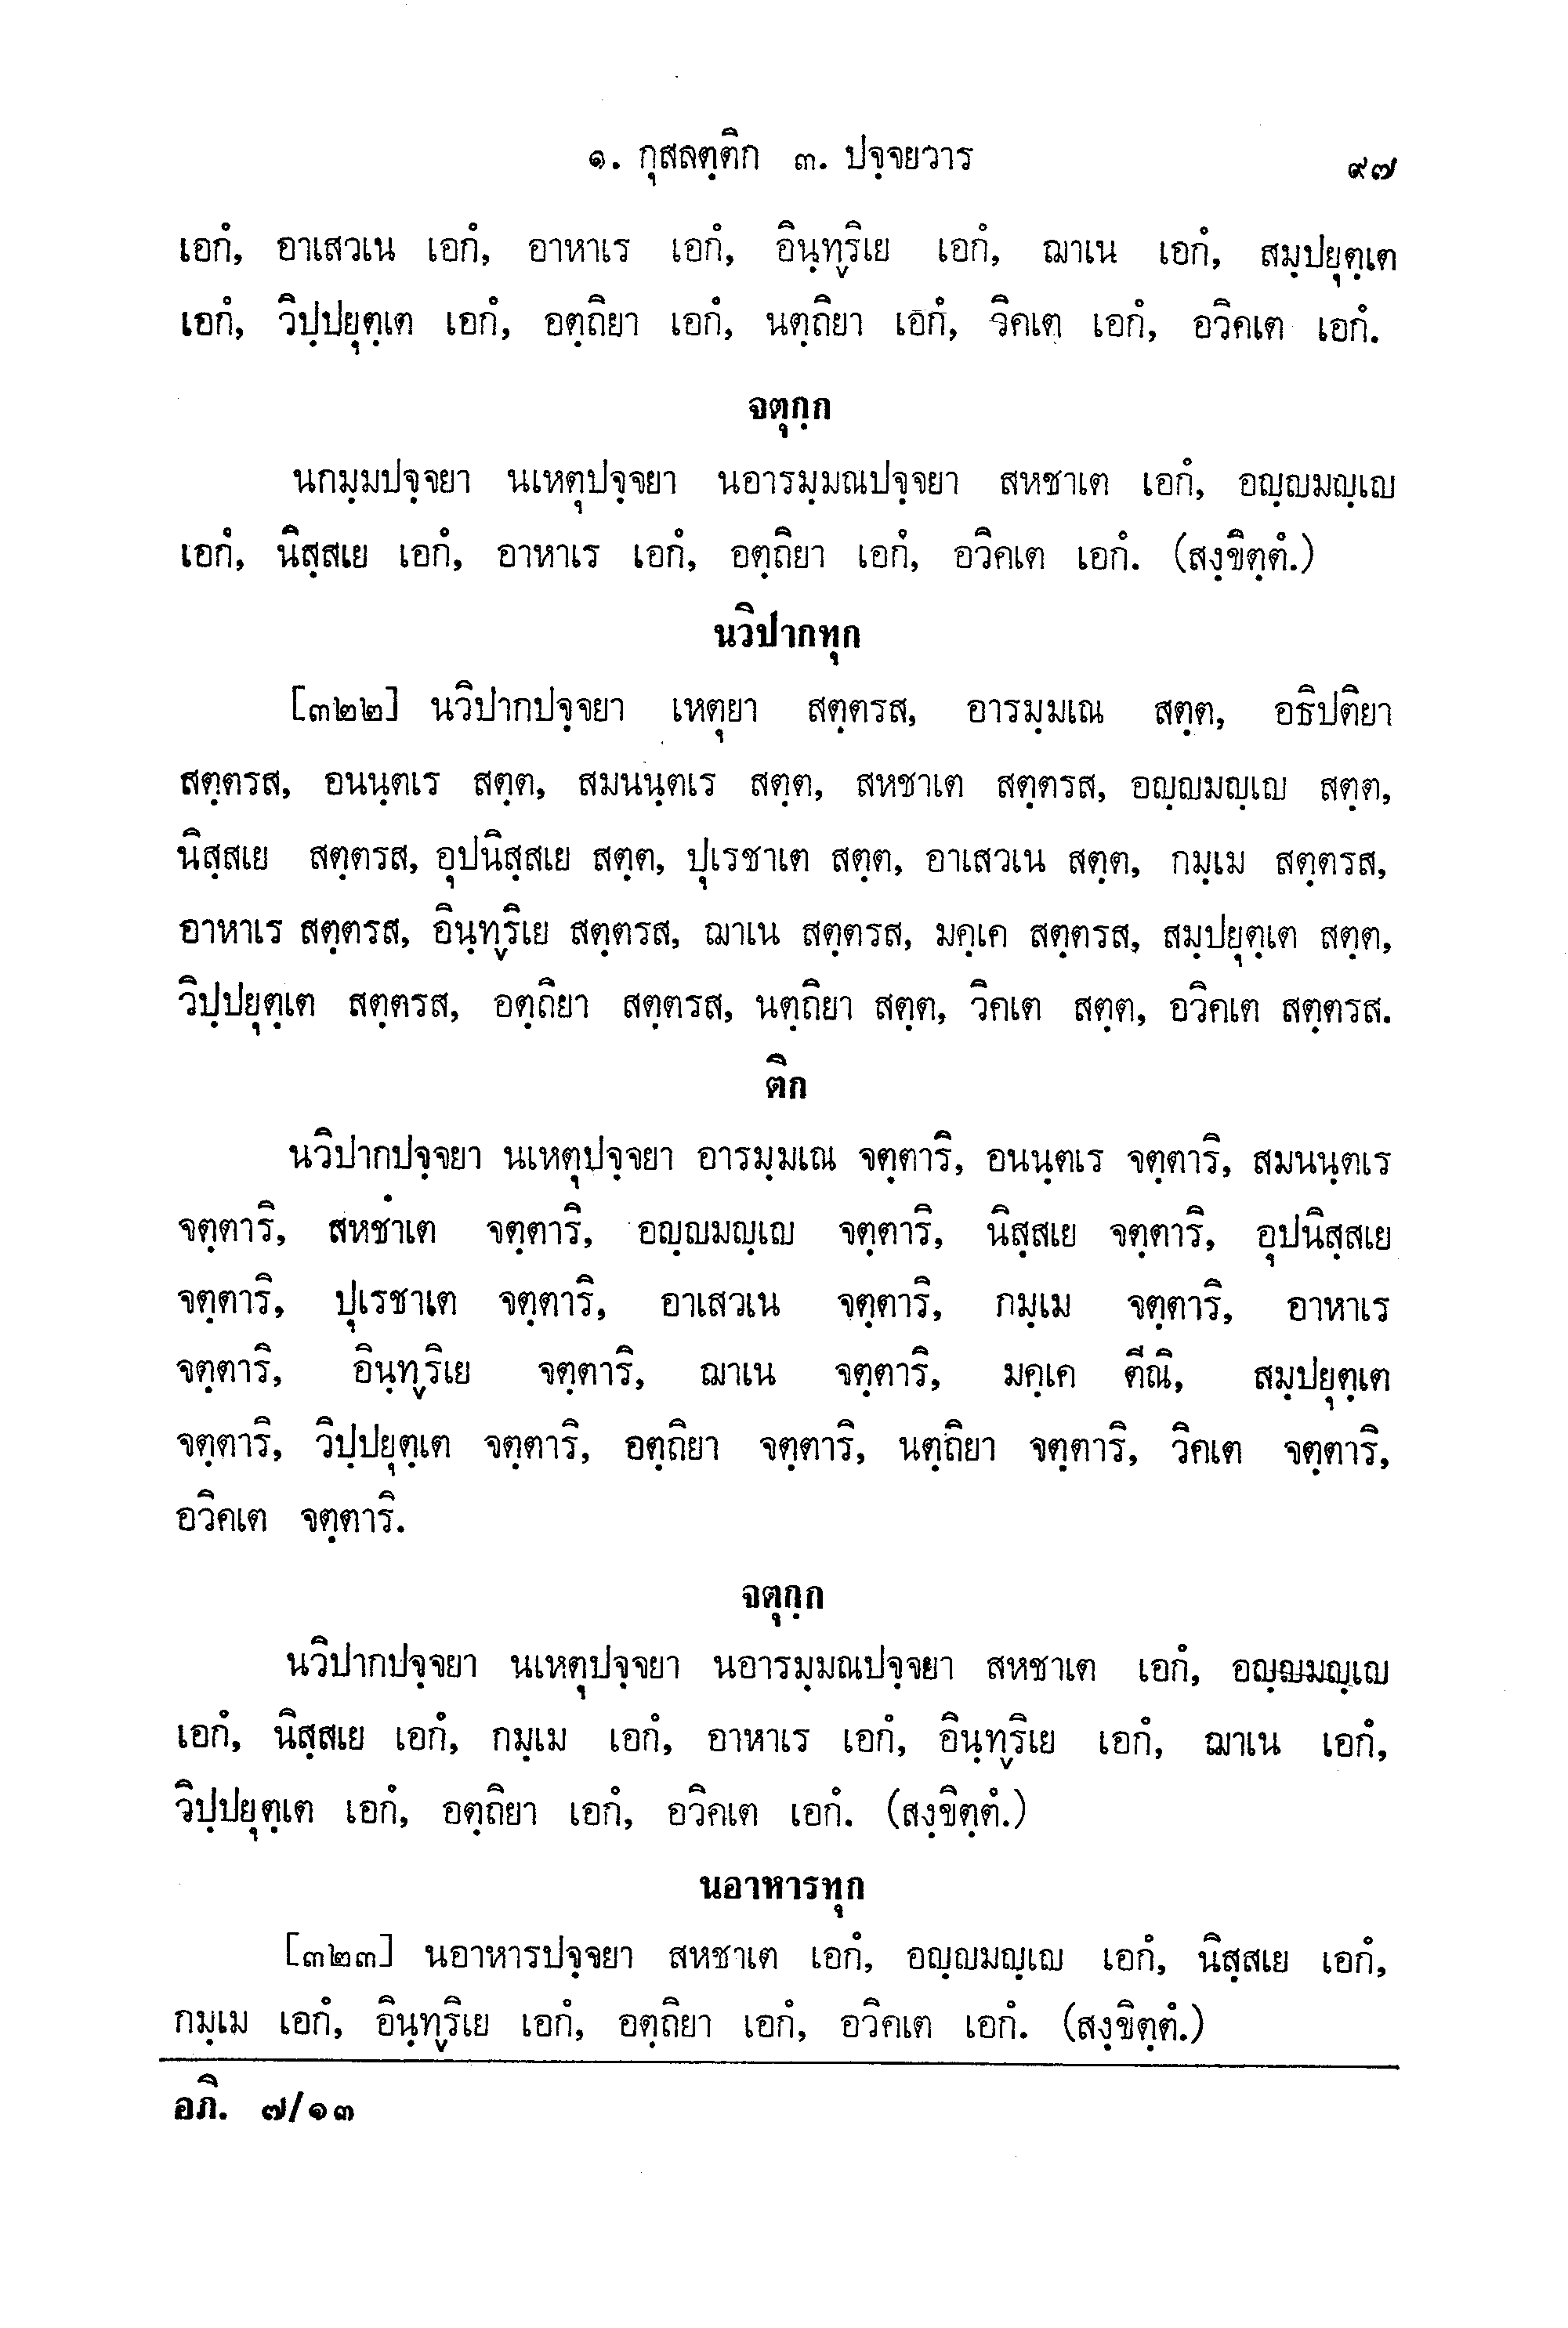 ๑. กุสลตฺติก ๓. ปจฺจยวาร ๙๗
เอกํ, อาเสวเน เอกํ, อาหาเร เอกํ, อินฺทฺริเย เอกํ, ฌาเน เอกํ, สมฺปยุตฺเต
เอกํ, วิปฺปยุตฺเต เอกํ, อตฺถิยา เอกํ, นตฺถิยา เอกํ, วิคเต เอกํ, อวิคเต เอกํ.
จตุกฺก
นกมฺมปจฺจยา นเหตุปจฺจยา นอารมฺมณปจฺจยา สหชาเต เอกํ, อญฺญมญฺเญ
เอกํ, นิสฺสเย เอกํ, อาหาเร เอกํ, อตฺถิยา เอกํ, อวิคเต เอกํ. (สงฺขิตฺตํ.)
นวิปากทุก
[๓๒๒] นวิปากปจฺจยา เหตุยา สตฺตรส, อารมฺมเณ สตฺต, อธิปติยา
สตฺตรส, อนนฺตเร สตฺต, สมนนฺตเร สตฺต, สหชาเต สตฺตรส, อญฺญมญฺเญ สตฺต,
นิสฺสเย สตฺตรส, อุปนิสฺสเย สตฺต, ปุเรชาเต สตฺต, อาเสวเน สตฺต, กมฺเม สตฺตรส,
อาหาเร สตฺตรส, อินฺทฺริเย สตฺตรส, ฌาเน สตฺตรส, มคฺเค สตฺตรส, สมฺปยุตฺเต สตฺต,
วิปฺปยุตฺเต สตฺตรส, อตฺถิยา สตฺตรส, นตฺถิยา สตฺต, วิคเต สตฺต, อวิคเต สตฺตรส.
ติก
นวิปากปจฺจยา นเหตุปจฺจยา อารมฺมเณ จตฺตาริ, อนนฺตเร จตฺตาริ, สมนนฺตเร
จตฺตาริ, สหชาเต จตฺตาริ, อญฺญมญฺเญ จตฺตาริ, นิสฺสเย จตฺตาริ, อุปนิสฺสเย
จตฺตาริ, ปุเรชาเต จตฺตาริ, อาเสวเน จตฺตาริ, กมฺเม จตฺตาริ, อาหาเร
จตฺตาริ, อินฺทฺริเย จตฺตาริ, ฌาเน จตฺตาริ, มคฺเค ตีณิ, สมฺปยุตฺเต
จตฺตาริ, วิปฺปยุตฺเต จตฺตาริ, อตฺถิยา จตฺตาริ, นตฺถิยา จตฺตาริ, วิคเต จตฺตาริ,
อวิคเต จตฺตาริ.
จตุกฺก
นวิปากปจฺจยา นเหตุปจฺจยา นอารมฺมณปจฺจยา สหชาเต เอกํ, อญฺญมญฺเญ
เอกํ, นิสฺสเย เอกํ, กมฺเม เอกํ, อาหาเร เอกํ, อินฺทฺริเย เอกํ, ฌาเน เอกํ,
วิปฺปยุตฺเต เอกํ, อตฺถิยา เอกํ, อวิคเต เอกํ. (สงฺขิตฺตํ.)
นอาหารทุก
[๓๒๓] นอาหารปจฺจยา สหชาเต เอกํ, อญฺญมญฺเญ เอกํ, นิสฺสเย เอกํ,
กมฺเม เอกํ, อินฺทฺริเย เอกํ, อตฺถิยา เอกํ, อวิคเต เอกํ. (สงฺขิตฺตํ.)
อภิ. ๗/๑๓